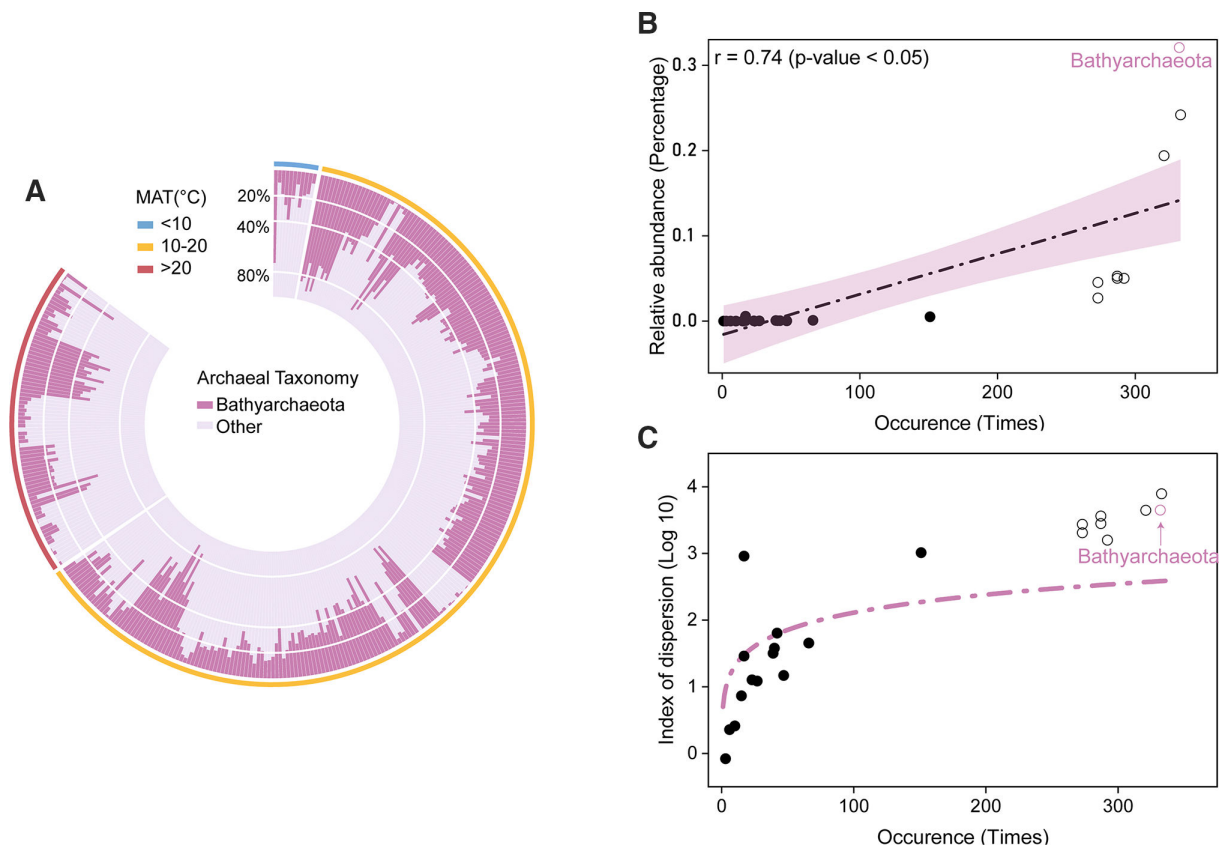 A
MAT(°C)
<10
10-20
>20
20%
40%
80%
Archaeal Taxonomy
Bathyarchaeota
Other
B
r = 0.74 (p-value < 0.05)
Bathyarchaeota
Relative abundance (Percentage)
0.3
0.2
0.1
0.0
0
100
200
300
Occurence (Times)
C
Index of dispersion (Log 10)
4
3
2
1
0
Bathyarchaeota
0
100
200
300
Occurence (Times)